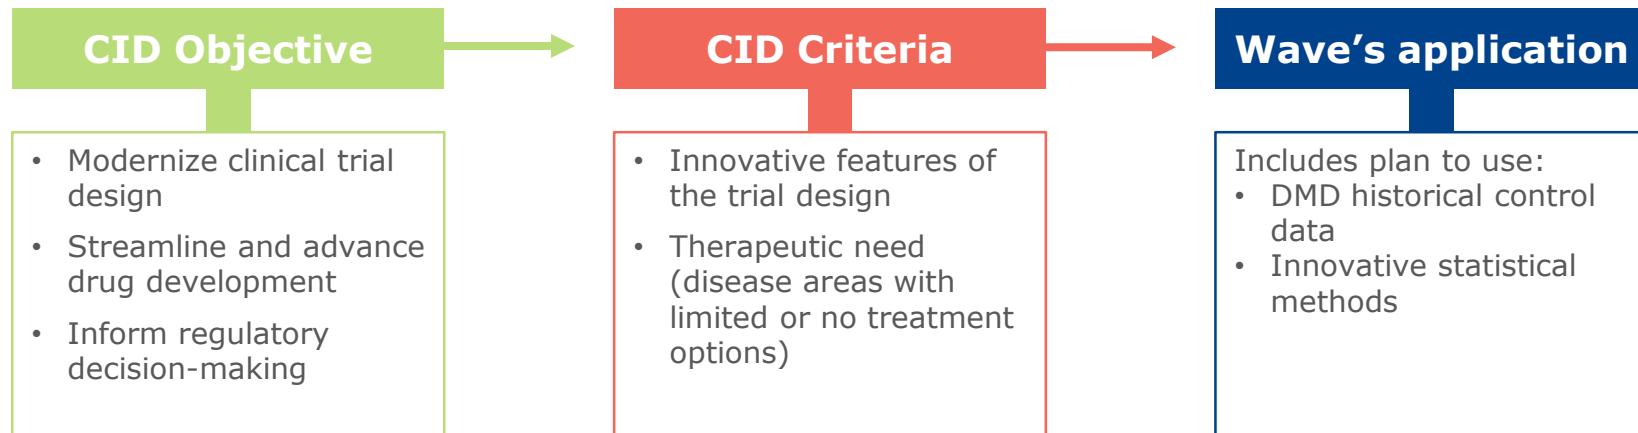 CID Objective
• Modernize clinical trial
design
• Streamline and advance
drug development
• Inform regulatory
decision-making
CID Criteria
• Innovative features of
the trial design
• Therapeutic need
(disease areas with
limited or no treatment
options)
Wave’s application
Includes plan to use:
• DMD historical control
data
• Innovative statistical
methods